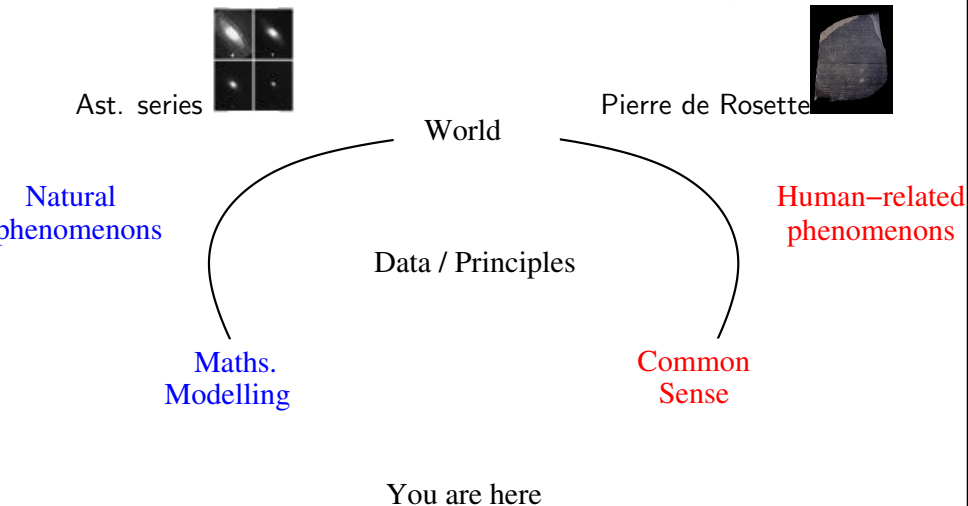 Ast. series
Pierre de Rosette
World
Natural
phenomenons
Human−related
phenomenons
Data / Principles
Maths.
Modelling
Common
Sense
You are here